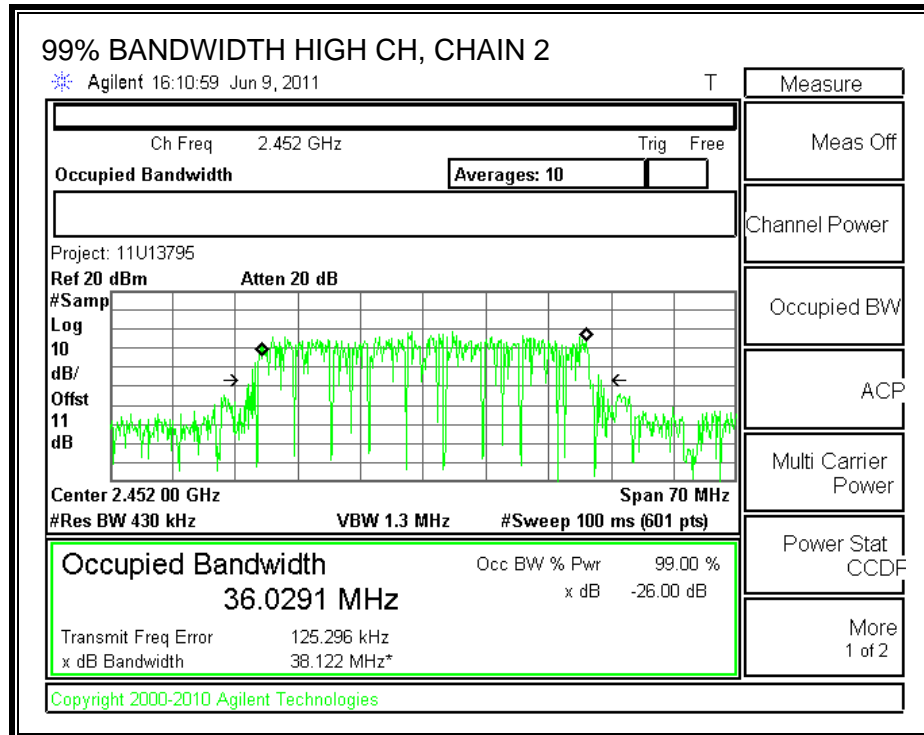 99% BANDWIDTH HIGH CH, CHAIN 2
Agilent 16:10:59 Jun 9, 2011 T
Measure
Ch Freq 2.452 GHz Trig Free
Meas Off
Occupied Bandwidth Averages: 10
Channel Power
Project: 11U13795
Ref 20 dBm Atten 20 dB
#Samp
Log
10
dB/
Offst
11
dB
Occupied BW
ACP
Multi Carrier
Power
Center 2.452 00 GHz Span 70 MHz
#Res BW 430 kHz VBW 1.3 MHz #Sweep 100 ms (601 pts)
Power Stat
CCDF
Occupied Bandwidth Occ BW % Pwr 99.00 %
36.0291 MHz x dB -26.00 dB
Transmit Freq Error 125.296 kHz
x dB Bandwidth 38.122 MHz*
More
1 of 2
Copyright 2000-2010 Agilent Technologies